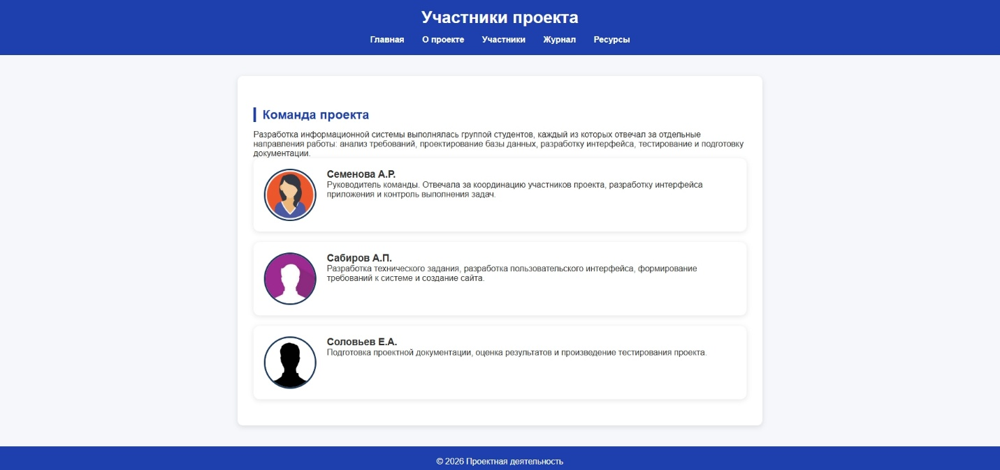 Участники проекта
Главная О проекте Участники Журнал Ресурсы
Команда проекта
Разработка информационной системы выполнялась группой студентов, каждый из которых отвечал за отдельные
направления работы: анализ требований, проектирование базы данных, разработку интерфейса, тестирование и подготовку
документации.
Семенова А.Р.
Руководитель команды. Отвечала за координацию участников проекта, разработку интерфейса
приложения и контроль выполнения задач.
Сабиров А.П.
Разработка технического задания, разработка пользовательского интерфейса, формирование
требований к системе и создание сайта.
Соловьев Е.А.
Подготовка проектной документации, оценка результатов и произведение тестирования проекта.
© 2026 Проектная деятельность